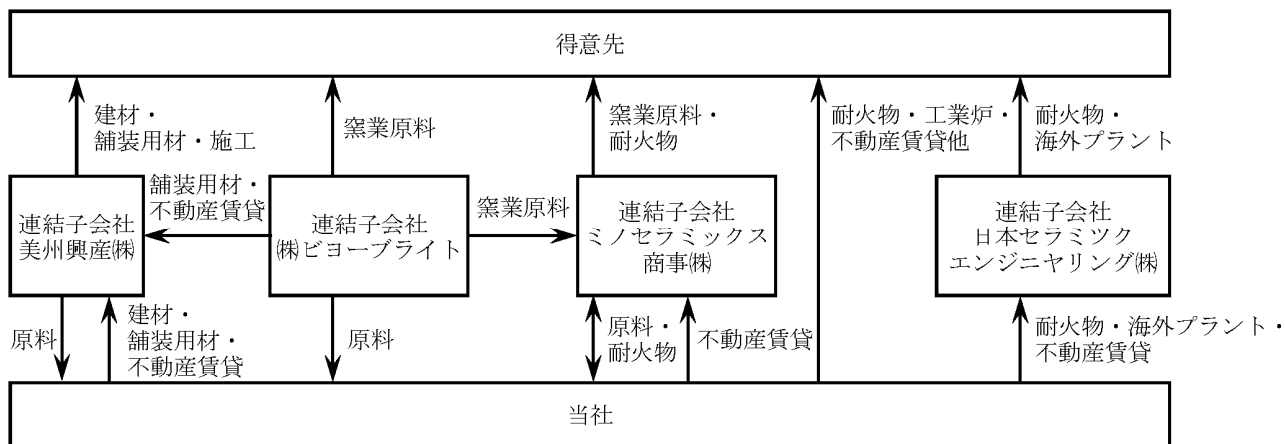 得意先
建材・
舗装用材・施工
窯業原料
窯業原料・
耐火物
耐火物・工業炉・
不動産賃貸他
耐火物・
海外プラント
連結子会社
美州興産㈱
舗装用材・
不動産賃貸
連結子会社
㈱ビヨーブライト
窯業原料
連結子会社
ミノセラミックス
商事㈱
連結子会社
日本セラミツク
エンジニヤリング㈱
原料
建材・
舗装用材・
不動産賃貸
原料
原料・
耐火物
不動産賃貸
耐火物・海外プラント・
不動産賃貸
当社